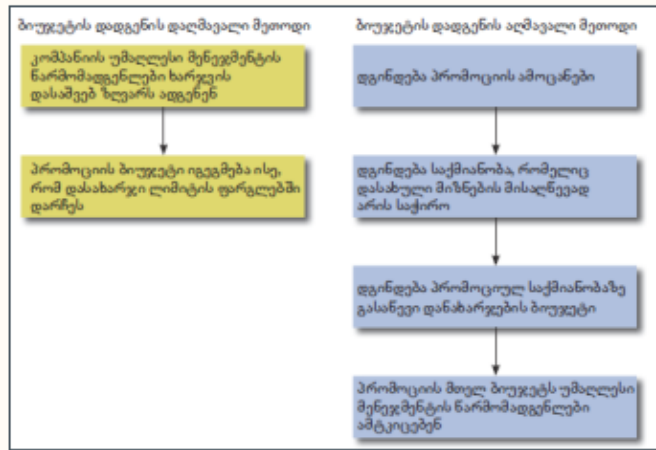 ბიუჯეტის დადგენის დაღმავალი მეთოდი
კომპანიის უმაღლესი მენეჯმენტის
წარმომადგენლები ხარჯვის
დასაშვებ ზღვარს ადგენენ
პრომოციის ბიუჯეტი იგეგმება ისე,
რომ დასახარჯი ლიმიტის ფარგლებში
დარჩეს
ბიუჯეტის დადგენის აღმავალი მეთოდი
დგინდება პრომოციის ამოცანები
დგინდება საქმიანობა, რომელიც
დასახული მიზნების მისაღწევად
არის საჭირო
დგინდება პრომოციულ საქმიანობაზე
გასაწევი დანახარჯების ბიუჯეტი
პრომოციის მთელ ბიუჯეტს უმაღლესი
მენეჯმენტის წარმომადგენლები
ამტკიცებენ